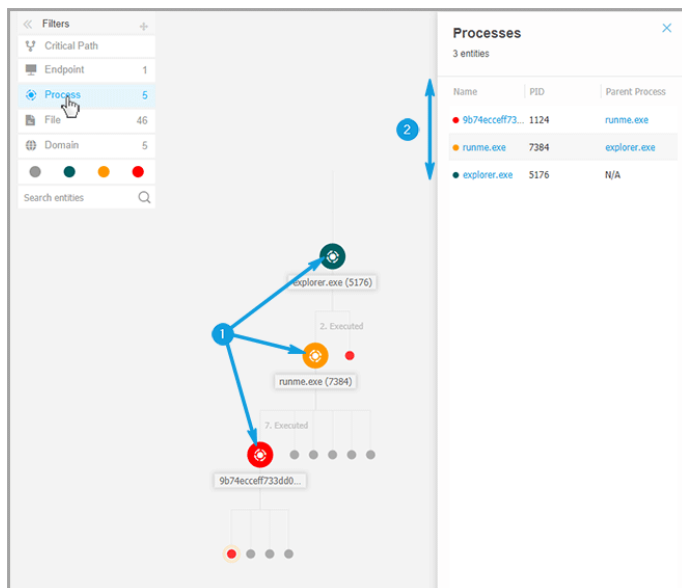 Filters
Critical Path
Endpoint 1
Process 5
File 46
Domain 5
Search entities
explorer.exe (5176)
2. Executed
runme.exe (7384)
7. Executed
9b74ecceff733dd0...
1
2
Processes
3 entities
Name PID Parent Process
9b74ecceff73... 1124 runme.exe
runme.exe 7384 explorer.exe
explorer.exe 5176 N/A